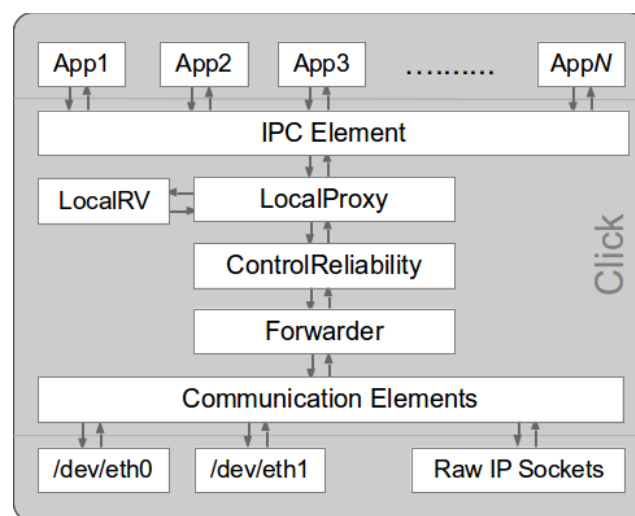 App1 App2 App3 ………… AppN
IPC Element
LocalRV LocalProxy
ControlReliability
Click
Forwarder
Communication Elements
/dev/eth0 /dev/eth1 Raw IP Sockets